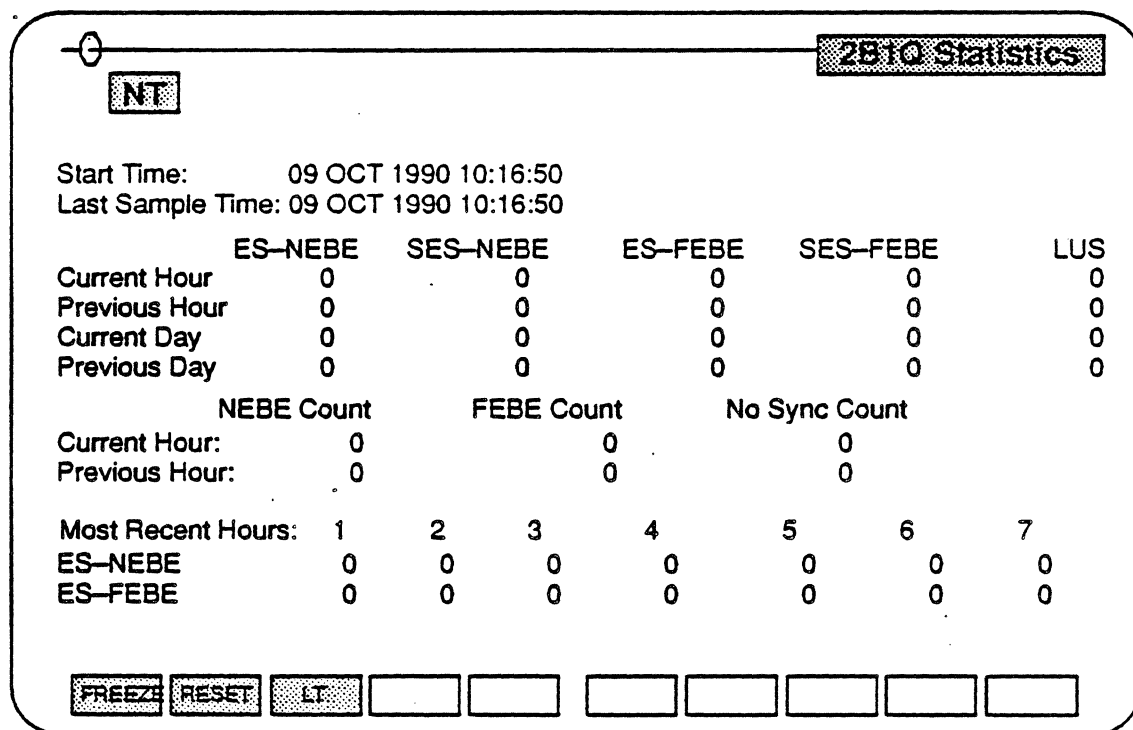 2B1Q Statistics
NT
Start Time: 09 OCT 1990 10:16:50
Last Sample Time: 09 OCT 1990 10:16:50
ES–NEBE SES–NEBE ES–FEBE SES–FEBE LUS
Current Hour 0 0 0 0 0
Previous Hour 0 0 0 0 0
Current Day 0 0 0 0 0
Previous Day 0 0 0 0 0
NEBE Count FEBE Count No Sync Count
Current Hour: 0 0 0
Previous Hour: 0 0 0
Most Recent Hours: 1 2 3 4 5 6 7
ES–NEBE 0 0 0 0 0 0 0
ES–FEBE 0 0 0 0 0 0 0
FREEZE RESET LT